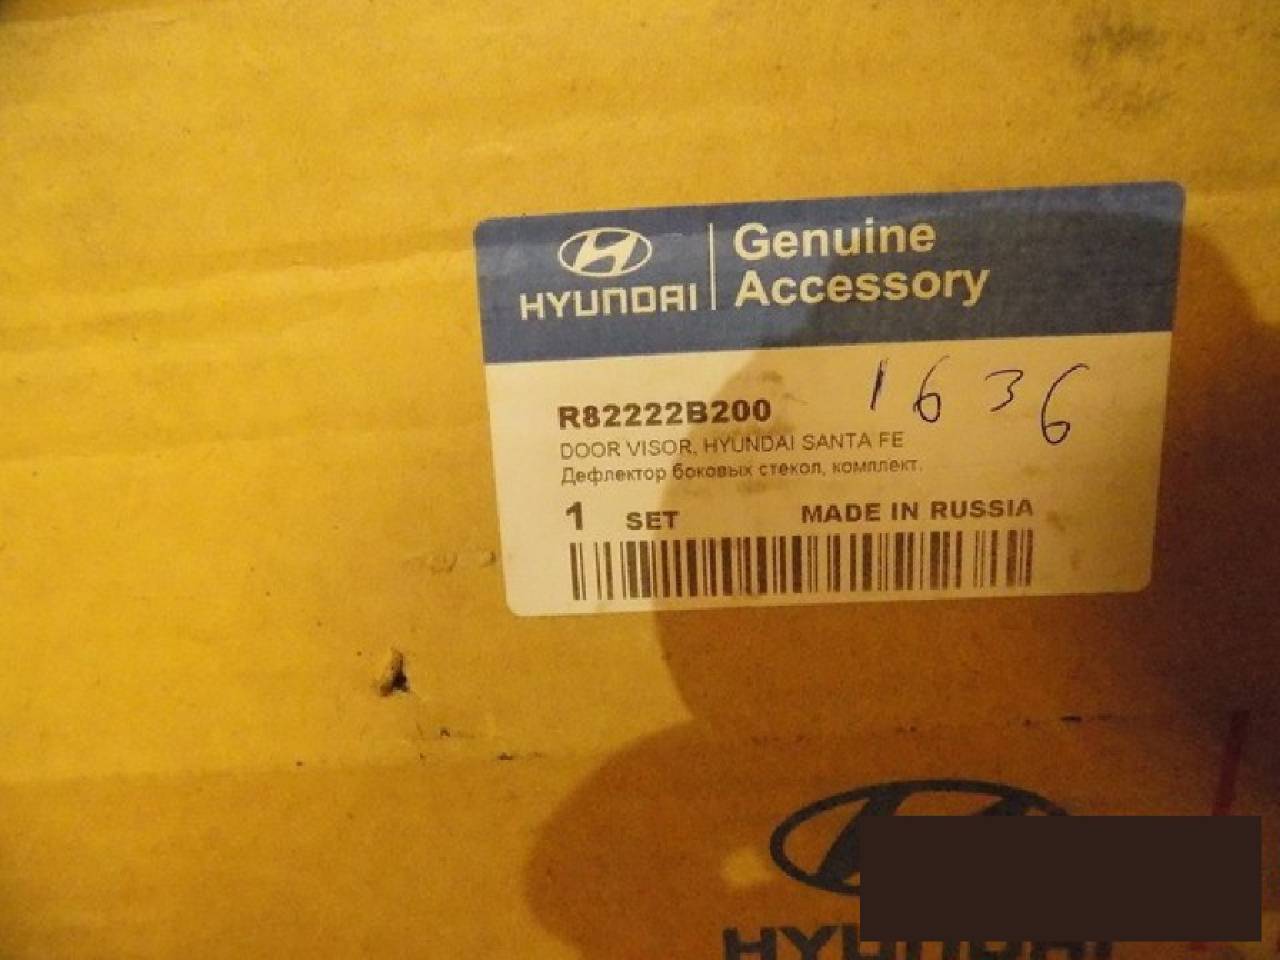 HYUNDAI
Genuine
Accessory
1636
R82222B200
DOOR VISOR, HYUNDAI SANTA FE
Дефлектор боковых стекол, комплект.
1 SET MADE IN RUSSIA
HYUNDAI